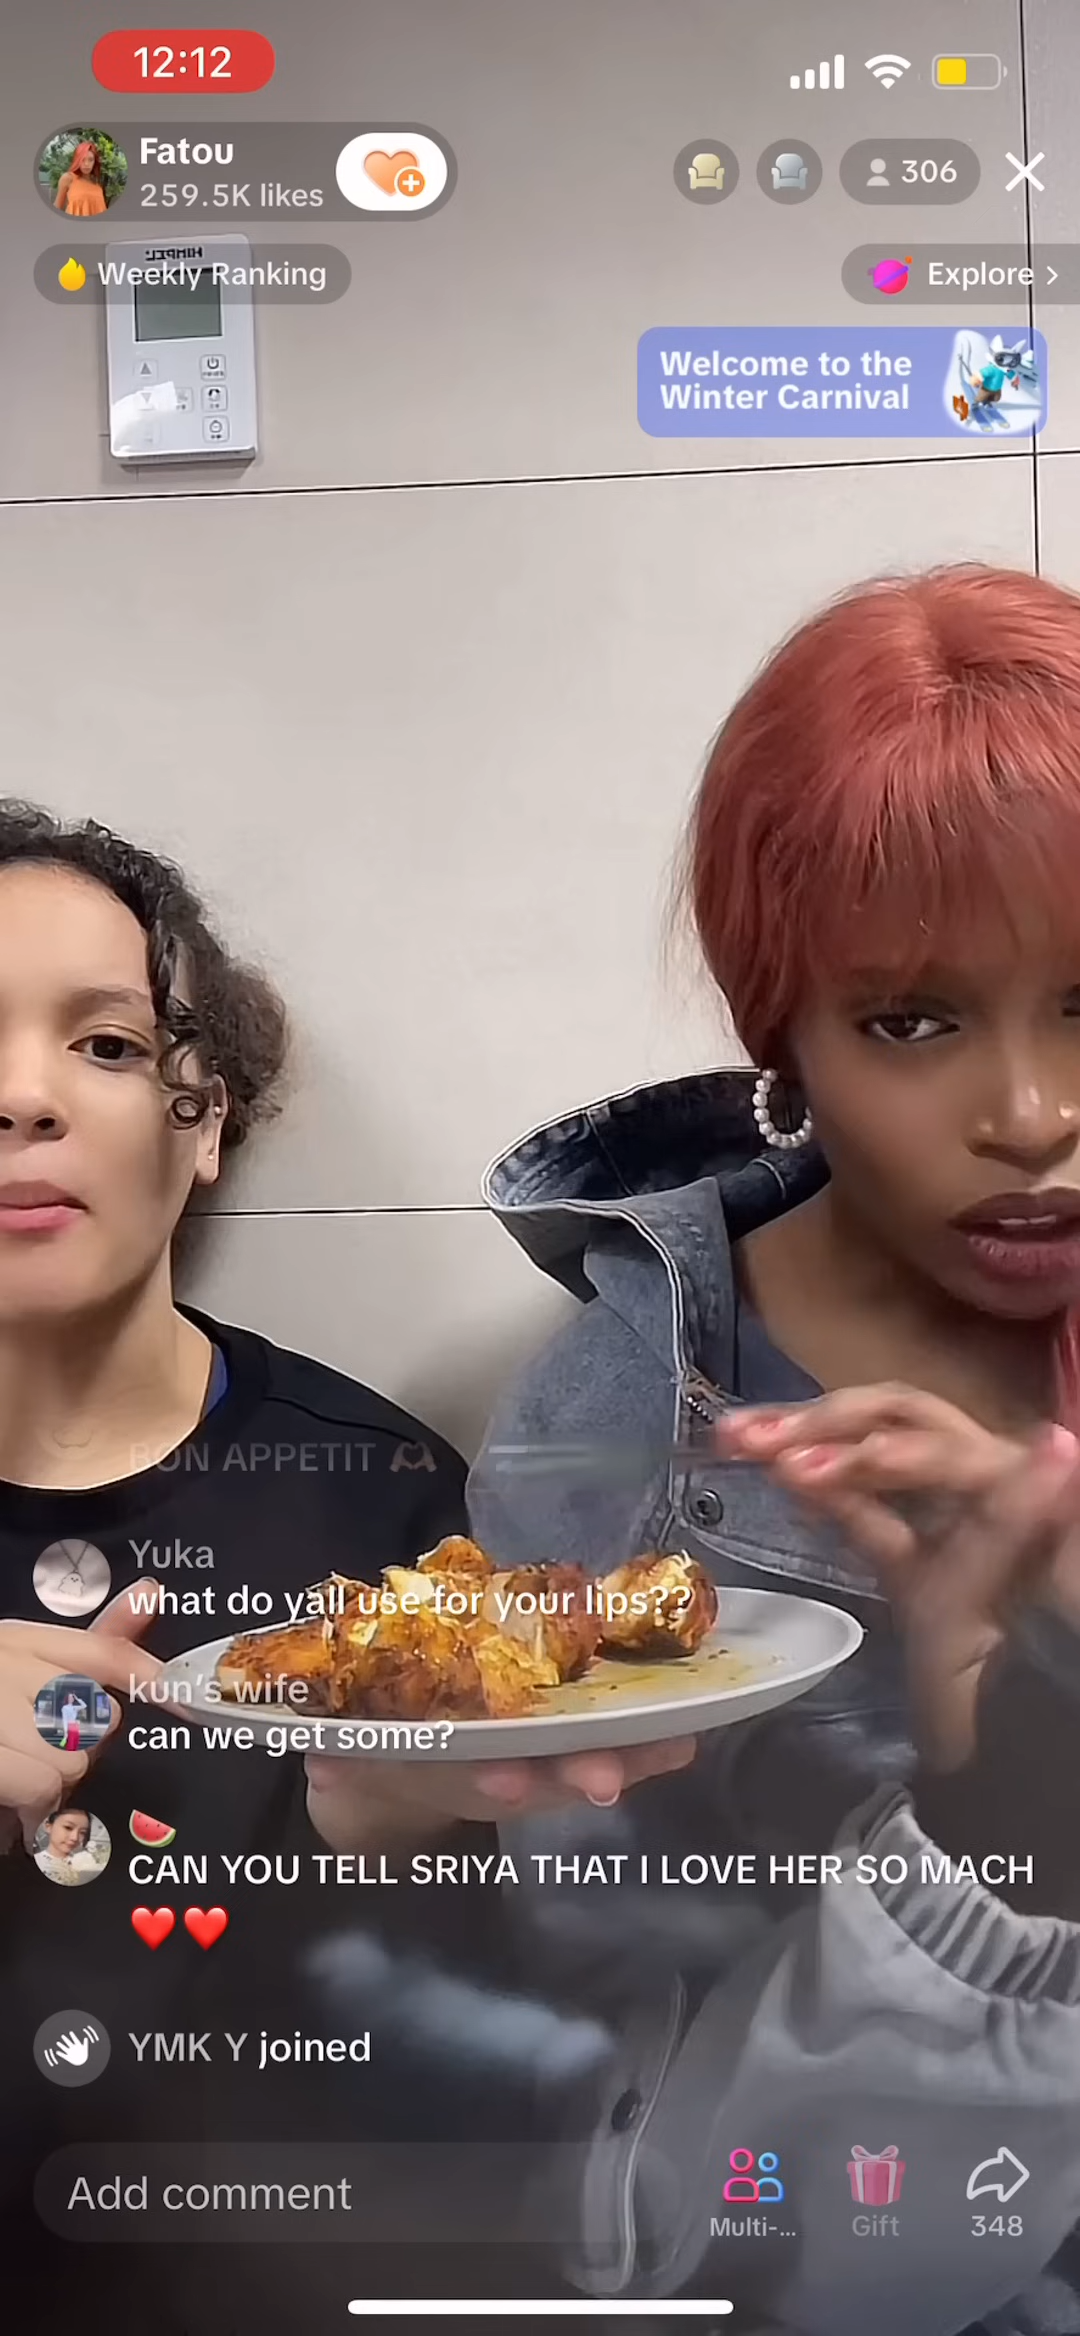 12:12
Fatou
259.5K likes
306
Weekly Ranking
Explore >
Welcome to the
Winter Carnival
BON APPETIT 🫶
Yuka
what do yall use for your lips??
kun's wife
can we get some?
🍉
CAN YOU TELL SRIYA THAT I LOVE HER SO MACH
❤️❤️
YMK Y joined
Add comment
Multi-...
Gift
348